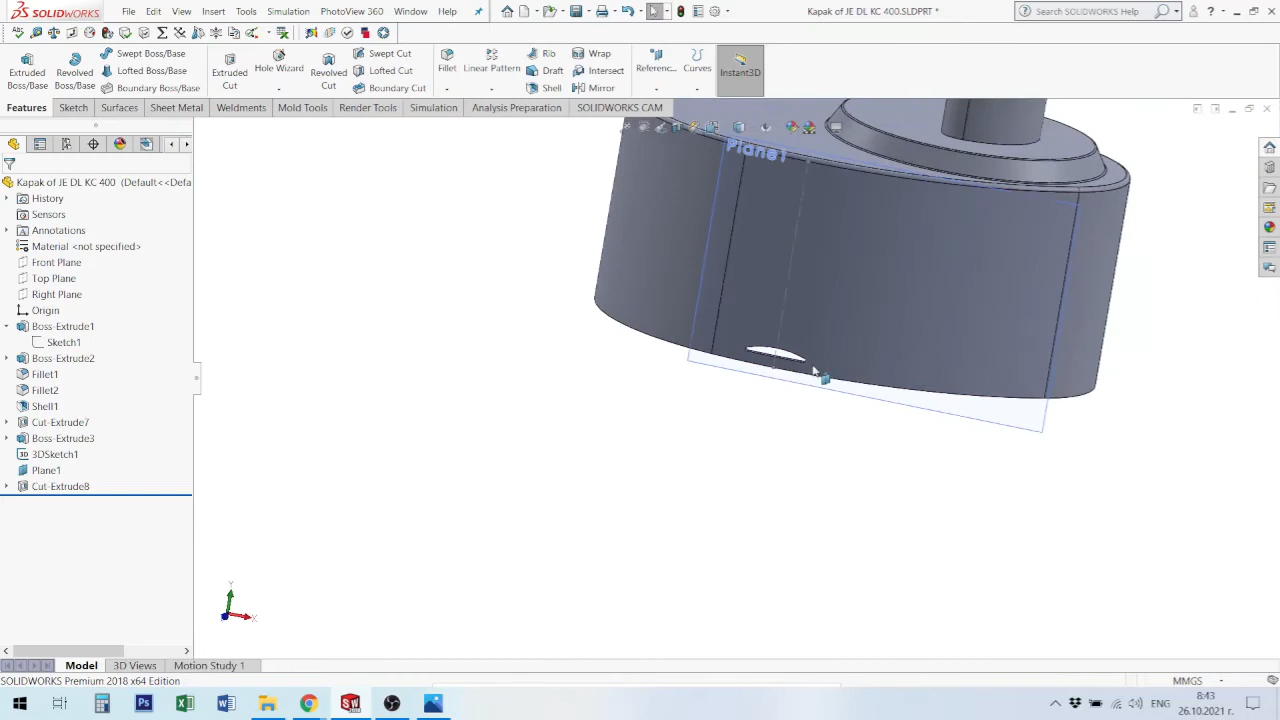 SOLIDWORKS File Edit View Insert Tools Simulation PhotoView 360 Window Help Kapak of JE DL KC 400.SLDPRT * Search SOLIDWORKS Help
Extruded Boss/Base
Revolved Boss/Base
Swept Boss/Base
Lofted Boss/Base
Boundary Boss/Base
Extruded Cut
Hole Wizard
Revolved Cut
Swept Cut
Lofted Cut
Boundary Cut
Fillet
Linear Pattern
Rib
Draft
Shell
Wrap
Intersect
Mirror
Referenc...
Curves
Instant3D
Features Sketch Surfaces Sheet Metal Weldments Mold Tools Render Tools Simulation Analysis Preparation SOLIDWORKS CAM
Kapak of JE DL KC 400 (Default<<Defa
History
Sensors
Annotations
Material <not specified>
Front Plane
Top Plane
Right Plane
Origin
Boss-Extrude1
Sketch1
Boss-Extrude2
Fillet1
Fillet2
Shell1
Cut-Extrude7
Boss-Extrude3
3D 3DSketch1
Plane1
Cut-Extrude8
Plane1
Y
X
Model 3D Views Motion Study 1
SOLIDWORKS Premium 2018 x64 Edition MMGS
ENG 8:43
26.10.2021 г.